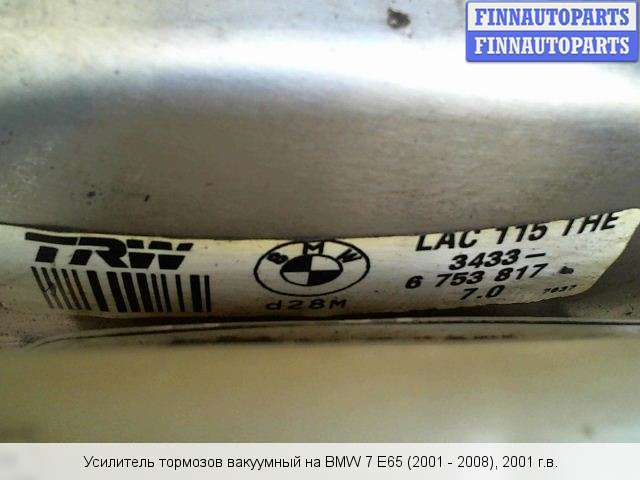 FINNAUTOPARTS
FINNAUTOPARTS
TRW
BMW
d28M
LAC 115 THE
3433-
6 753 817
7.0
Усилитель тормозов вакуумный на BMW 7 E65 (2001 - 2008), 2001 г.в.